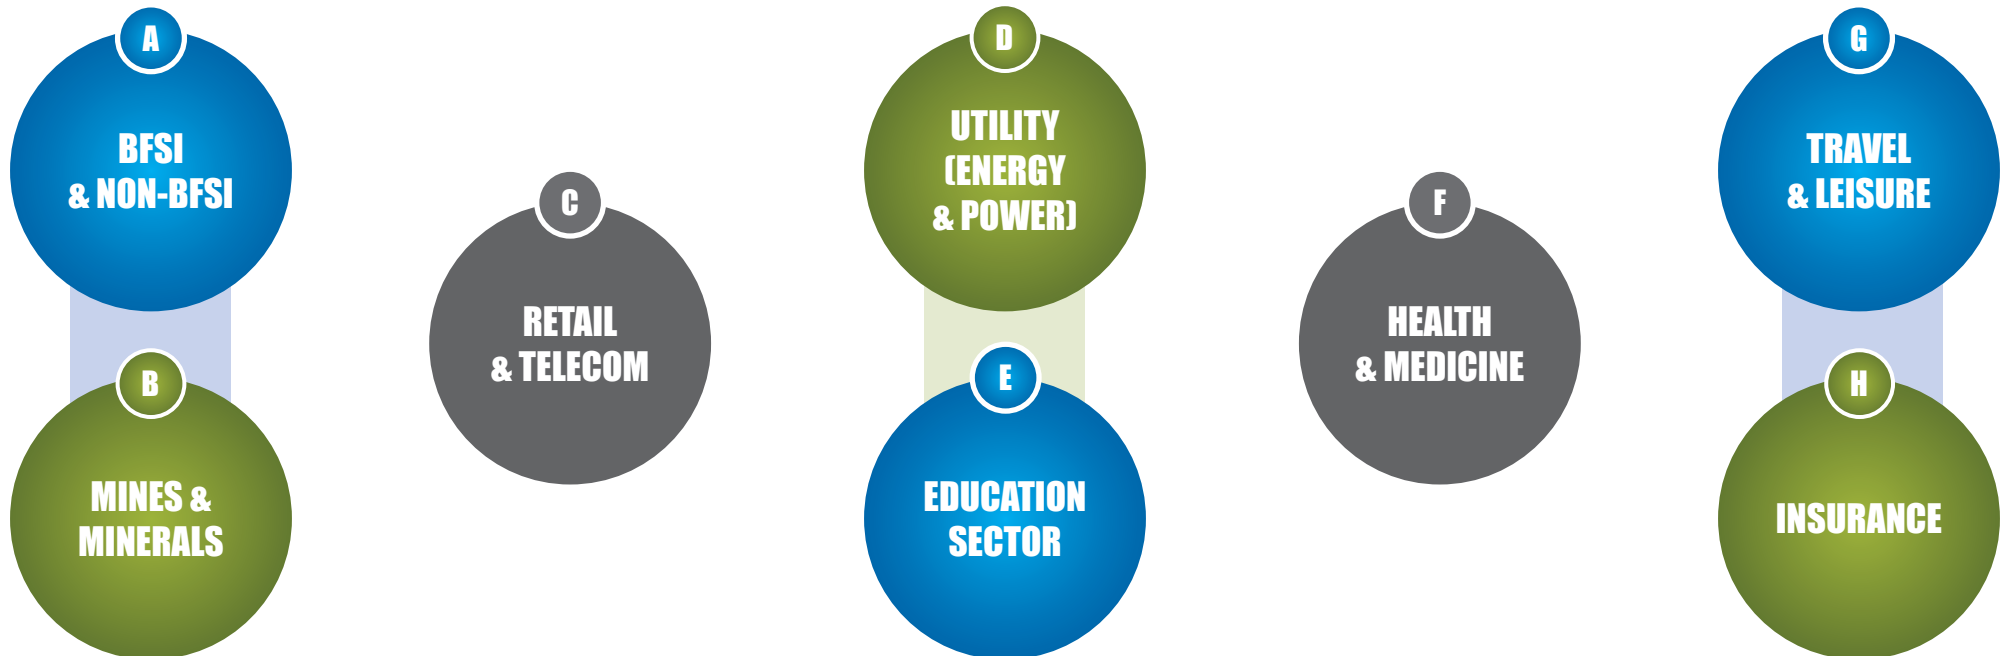 A
BFSI
& NON-BFSI
B
MINES &
MINERALS
C
RETAIL
& TELECOM
D
UTILITY
(ENERGY
& POWER)
E
EDUCATION
SECTOR
F
HEALTH
& MEDICINE
G
TRAVEL
& LEISURE
H
INSURANCE